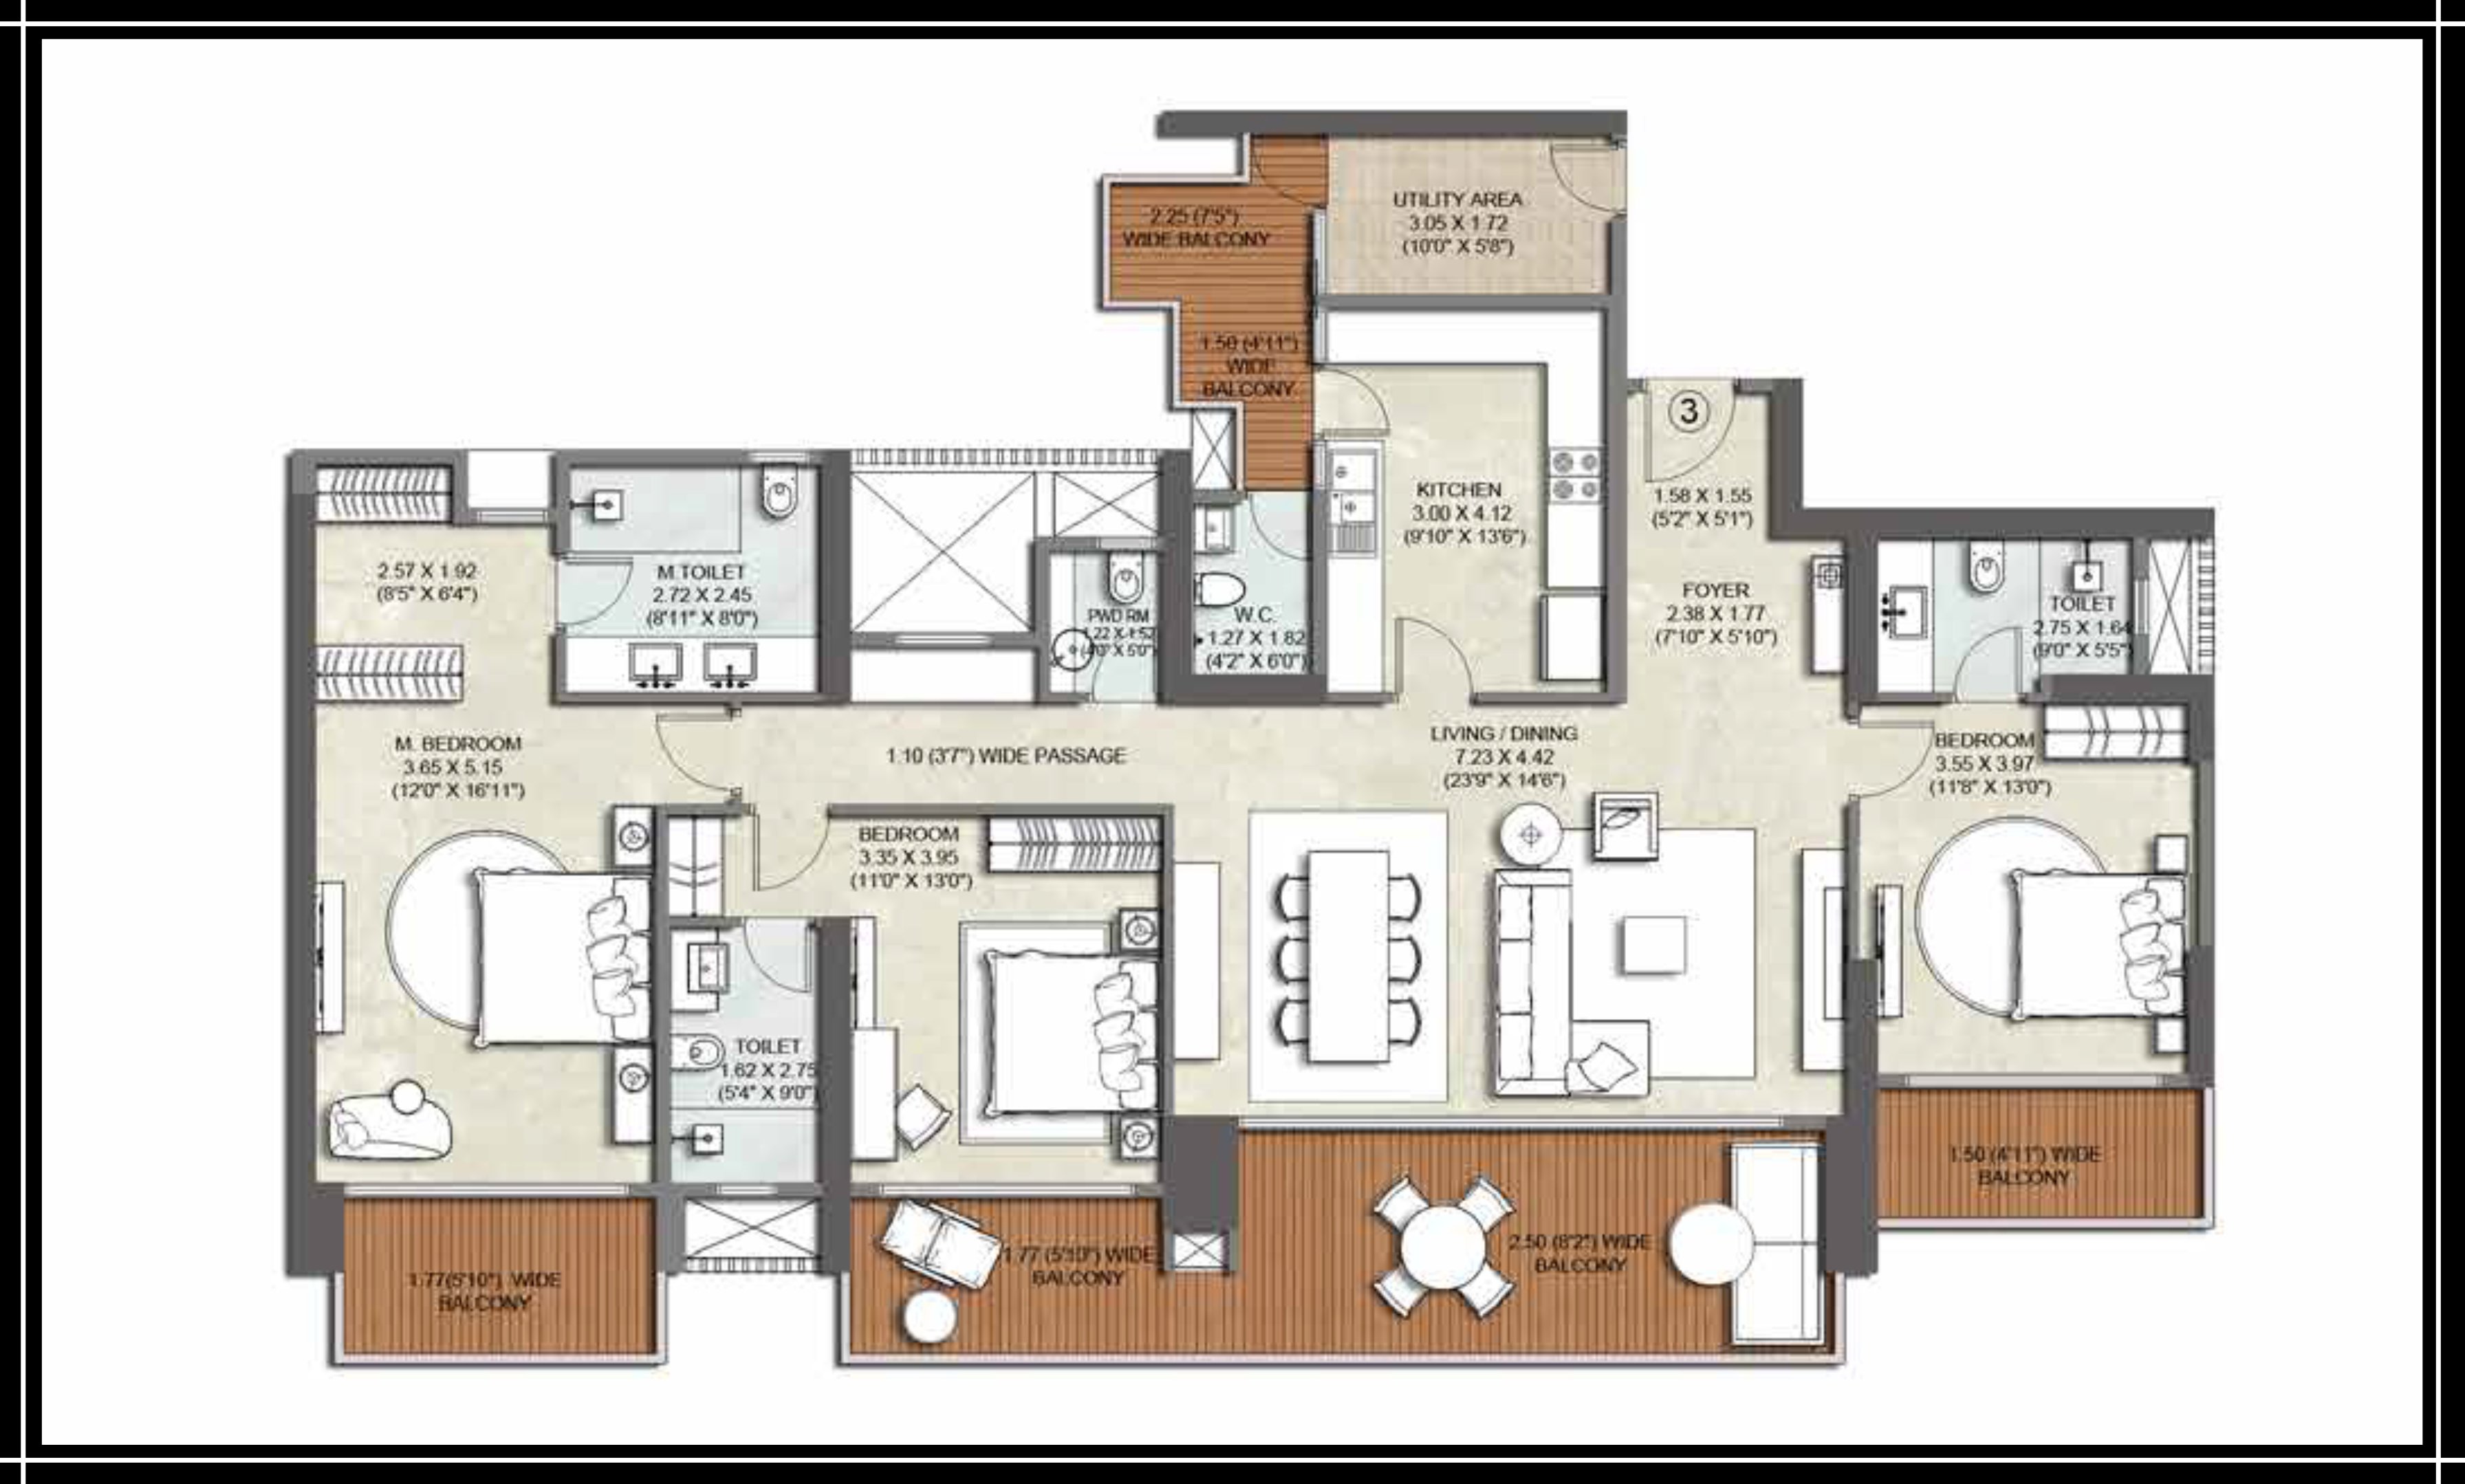 UTILITY AREA
3.05 X 1.72
(10'0" X 5'8")
2.25 (7'5")
WIDE BALCONY
1.50 (4'11")
WIDE
BALCONY
3
1.58 X 1.55
(5'2" X 5'1")
KITCHEN
3.00 X 4.12
(9'10" X 13'6")
2.57 X 1.92
(8'5" X 6'4")
M.TOILET
2.72 X 2.45
(8'11" X 8'0")
PWD RM
1.22 X 1.52
(4'0" X 5'0")
W.C.
1.27 X 1.82
(4'2" X 6'0")
FOYER
2.38 X 1.77
(7'10" X 5'10")
TOILET
2.75 X 1.64
(9'0" X 5'5")
M. BEDROOM
3.65 X 5.15
(12'0" X 16'11")
1.10 (3'7") WIDE PASSAGE
LIVING / DINING
7.23 X 4.42
(23'9" X 14'6")
BEDROOM
3.55 X 3.97
(11'8" X 13'0")
BEDROOM
3.35 X 3.95
(11'0" X 13'0")
TOILET
1.62 X 2.75
(5'4" X 9'0")
1.77(5'10") WIDE
BALCONY
1.77 (5'10") WIDE
BALCONY
2.50 (8'2") WIDE
BALCONY
1.50 (4'11") WIDE
BALCONY